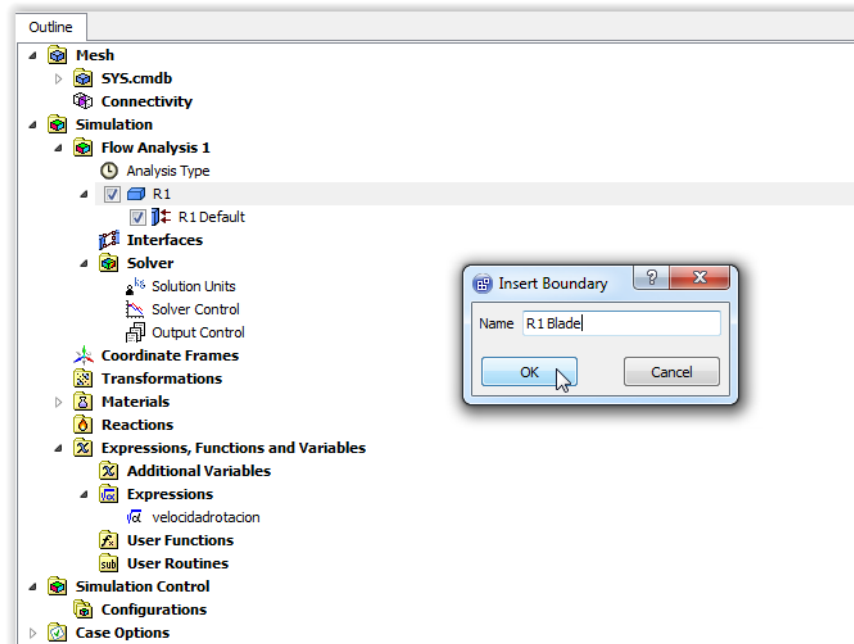 Outline
Mesh
SYS.cmdb
Connectivity
Simulation
Flow Analysis 1
Analysis Type
R1
R1 Default
Interfaces
Solver
Solution Units
Solver Control
Output Control
Coordinate Frames
Transformations
Materials
Reactions
Expressions, Functions and Variables
Additional Variables
Expressions
velocidadrotacion
User Functions
User Routines
Simulation Control
Configurations
Case Options
Insert Boundary
Name R1 Blade
OK Cancel